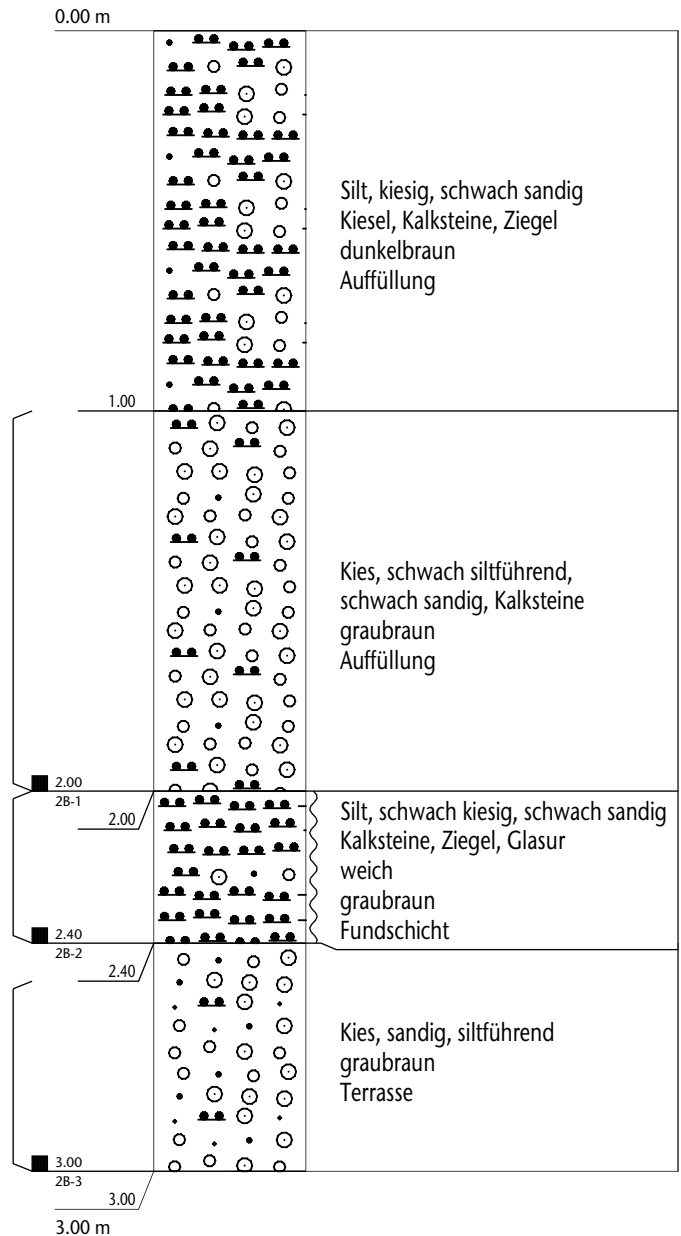 0.00 m
Silt, kiesig, schwach sandig
Kiesel, Kalksteine, Ziegel
dunkelbraun
Auffüllung
1.00
Kies, schwach siltführend,
schwach sandig, Kalksteine
graubraun
Auffüllung
2.00
2B-1
2.00
Silt, schwach kiesig, schwach sandig
Kalksteine, Ziegel, Glasur
weich
graubraun
Fundschicht
2.40
2B-2
2.40
Kies, sandig, siltführend
graubraun
Terrasse
3.00
2B-3
3.00
3.00 m